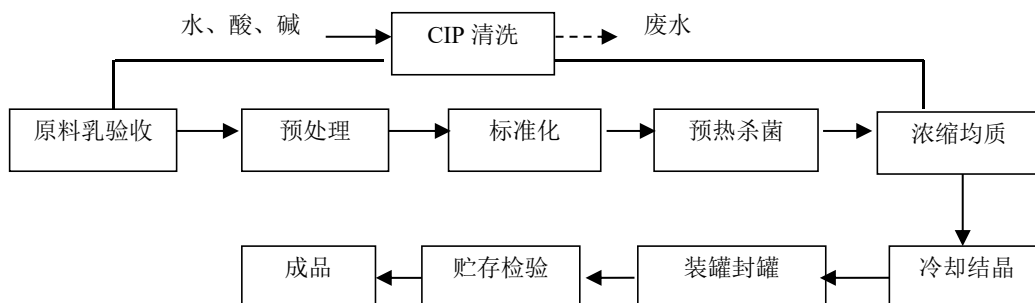 水、酸、碱
CIP 清洗
废水
原料乳验收
预处理
标准化
预热杀菌
浓缩均质
成品
贮存检验
装罐封罐
冷却结晶